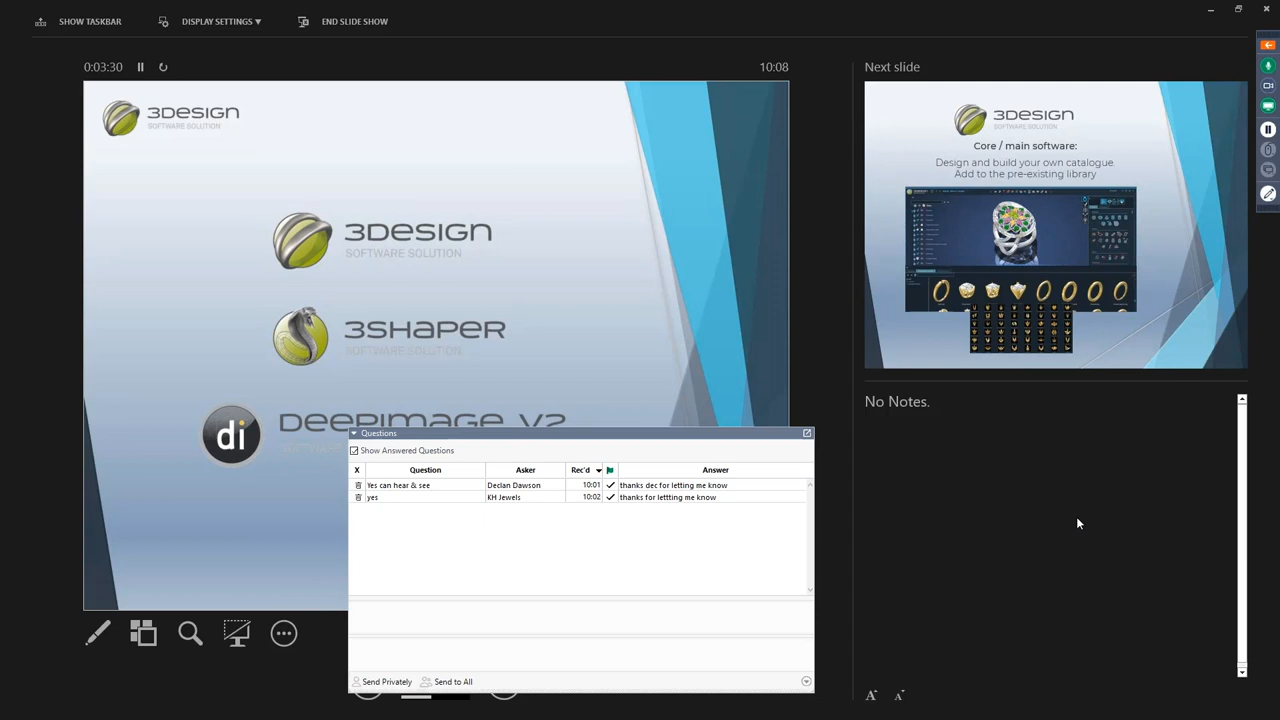 SHOW TASKBAR
DISPLAY SETTINGS ▼
END SLIDE SHOW
0:03:30
10:08
3DESIGN
SOFTWARE SOLUTION
3DESIGN
SOFTWARE SOLUTION
3SHAPER
SOFTWARE SOLUTION
di
DEEPIMAGE V2
Next slide
3DESIGN
SOFTWARE SOLUTION
Core / main software:
Design and build your own catalogue.
Add to the pre-existing library
No Notes.
Questions
Show Answered Questions
X Question Asker Rec'd Answer
Yes can hear & see Declan Dawson 10:01 thanks dec for letting me know
yes KH Jewels 10:02 thanks for lettting me know
Send Privately Send to All
A A